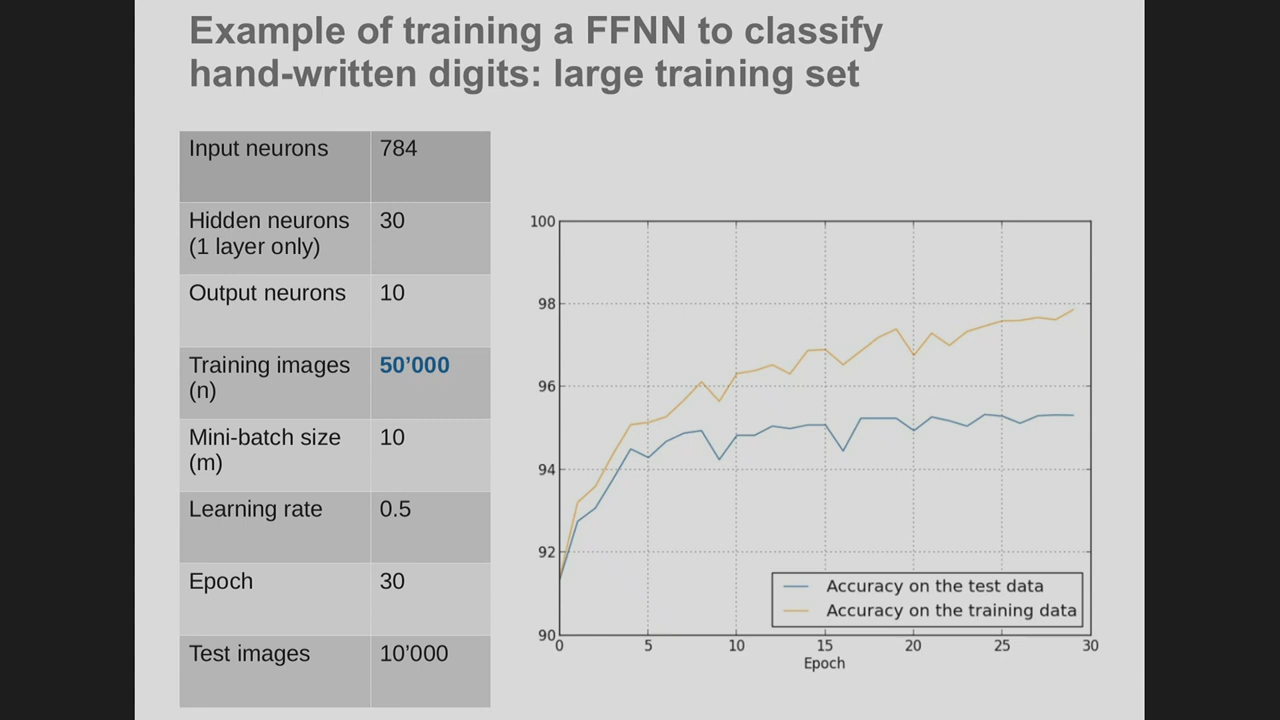 Example of training a FFNN to classify
hand-written digits: large training set
Input neurons 784
Hidden neurons 30
(1 layer only)
Output neurons 10
Training images 50’000
(n)
Mini-batch size 10
(m)
Learning rate 0.5
Epoch 30
Test images 10’000
100
98
96
94
92
90
0 5 10 15 20 25 30
Epoch
Accuracy on the test data
Accuracy on the training data